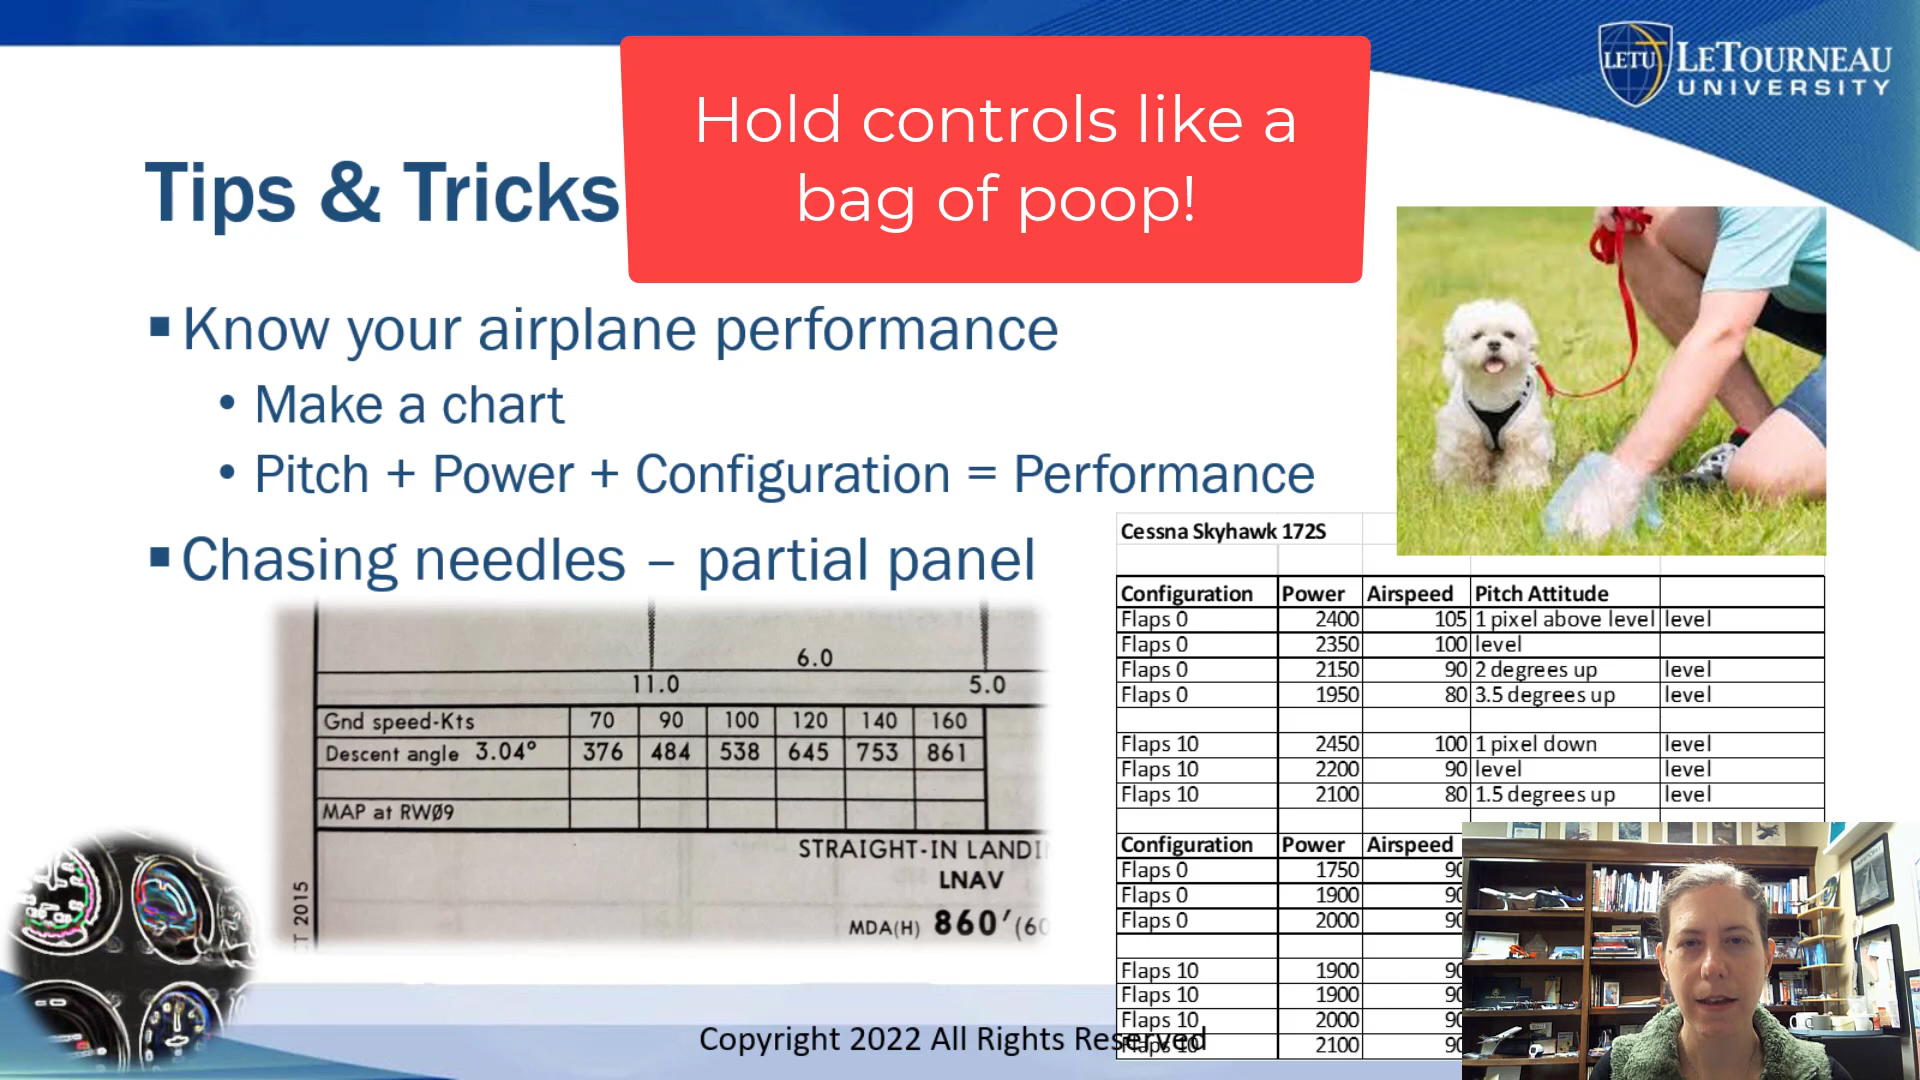 LETU
LETOURNEAU
UNIVERSITY
Hold controls like a
bag of poop!
Tips & Tricks
Know your airplane performance
• Make a chart
• Pitch + Power + Configuration = Performance
Chasing needles – partial panel
6.0
11.0 5.0
Gnd speed-Kts 70 90 100 120 140 160
Descent angle 3.04° 376 484 538 645 753 861
MAP at RWØ9
STRAIGHT-IN LANDI
LNAV
MDA(H) 860'(60
2015
Cessna Skyhawk 172S
Configuration Power Airspeed Pitch Attitude
Flaps 0 2400 105 1 pixel above level level
Flaps 0 2350 100 level
Flaps 0 2150 90 2 degrees up level
Flaps 0 1950 80 3.5 degrees up level
Flaps 10 2450 100 1 pixel down level
Flaps 10 2200 90 level level
Flaps 10 2100 80 1.5 degrees up level
Configuration Power Airspeed
Flaps 0 1750 90
Flaps 0 1900 90
Flaps 0 2000 90
Flaps 10 1900 90
Flaps 10 1900 90
Flaps 10 2000 90
Flaps 10 2100 90
Copyright 2022 All Rights Reserved